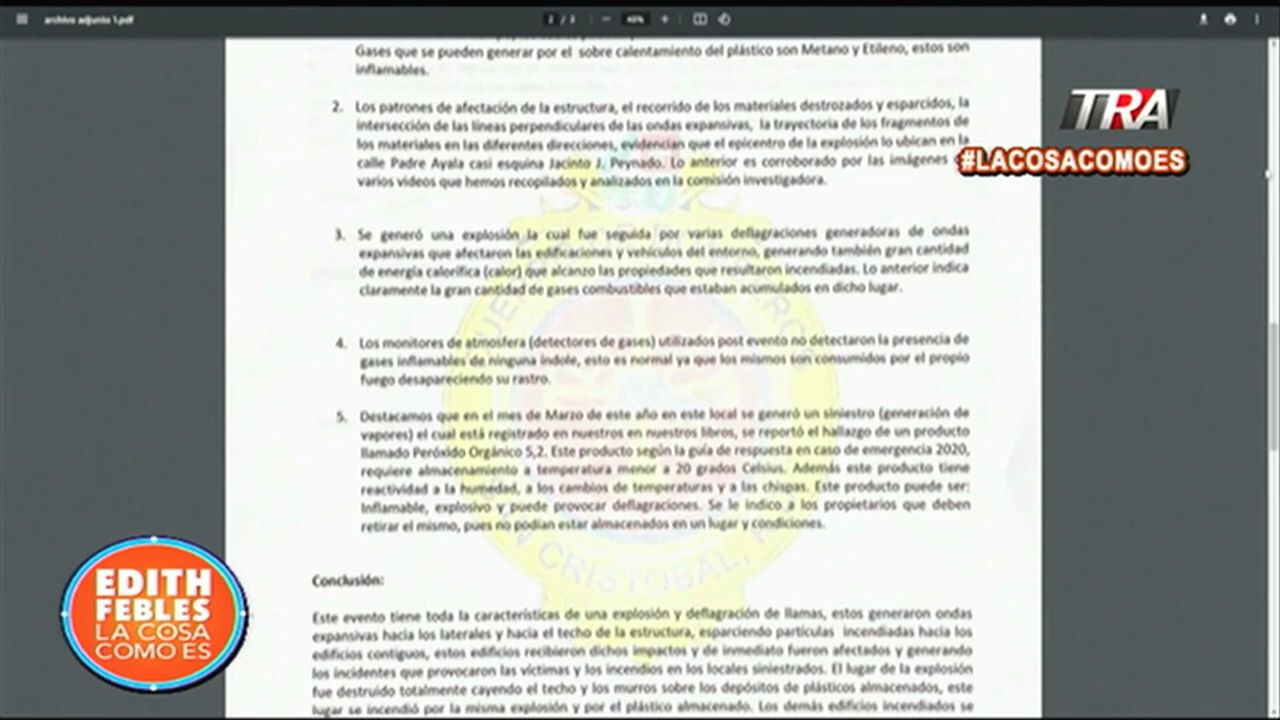 archivo adjunto 1.pdf
2 / 3
Gases que se pueden generar por el sobre calentamiento del plástico son Metano y Etileno, estos son
inflamables.
2. Los patrones de afectación de la estructura, el recorrido de los materiales destrozados y esparcidos, la
intersección de las líneas perpendiculares de las ondas expansivas, la trayectoria de los fragmentos de
los materiales en las diferentes direcciones, evidencian que el epicentro de la explosión lo ubican en la
calle Padre Ayala casi esquina Jacinto J. Peynado. Lo anterior es corroborado por las imágenes
varios videos que hemos recopilados y analizados en la comisión investigadora.
TRA
#LACOSACOMOES
3. Se generó una explosión la cual fue seguida por varias deflagraciones generadoras de ondas
expansivas que afectaron las edificaciones y vehículos del entorno, generando también gran cantidad
de energía calorífica (calor) que alcanzo las propiedades que resultaron incendiadas. Lo anterior indica
claramente la gran cantidad de gases combustibles que estaban acumulados en dicho lugar.
4. Los monitores de atmosfera (detectores de gases) utilizados post evento no detectaron la presencia de
gases inflamables de ninguna índole, esto es normal ya que los mismos son consumidos por el propio
fuego desapareciendo su rastro.
5. Destacamos que en el mes de Marzo de este año en este local se generó un siniestro (generación de
vapores) el cual está registrado en nuestros en nuestros libros, se reportó el hallazgo de un producto
llamado Peróxido Orgánico 5,2. Este producto según la guía de respuesta en caso de emergencia 2020,
requiere almacenamiento a temperatura menor a 20 grados Celsius. Además este producto tiene
reactividad a la humedad, a los cambios de temperaturas y a las chispas. Este producto puede ser:
Inflamable, explosivo y puede provocar deflagraciones. Se le indico a los propietarios que deben
retirar el mismo, pues no podían estar almacenados en un lugar y condiciones.
Conclusión:
Este evento tiene toda la características de una explosión y deflagración de llamas, estos generaron ondas
expansivas hacia los laterales y hacia el techo de la estructura, esparciendo partículas incendiadas hacia los
edificios contiguos, estos edificios recibieron dichos impactos y de inmediato fueron afectados y generando
los incidentes que provocaron las víctimas y los incendios en los locales siniestrados. El lugar de la explosión
fue destruido totalmente cayendo el techo y los murros sobre los depósitos de plásticos almacenados, este
lugar se incendió por la misma explosión y por el plástico almacenado. Los demás edificios incendiados se
EDITH
FEBLES
LA COSA
COMO ES
SAN CRISTOBAL, R.